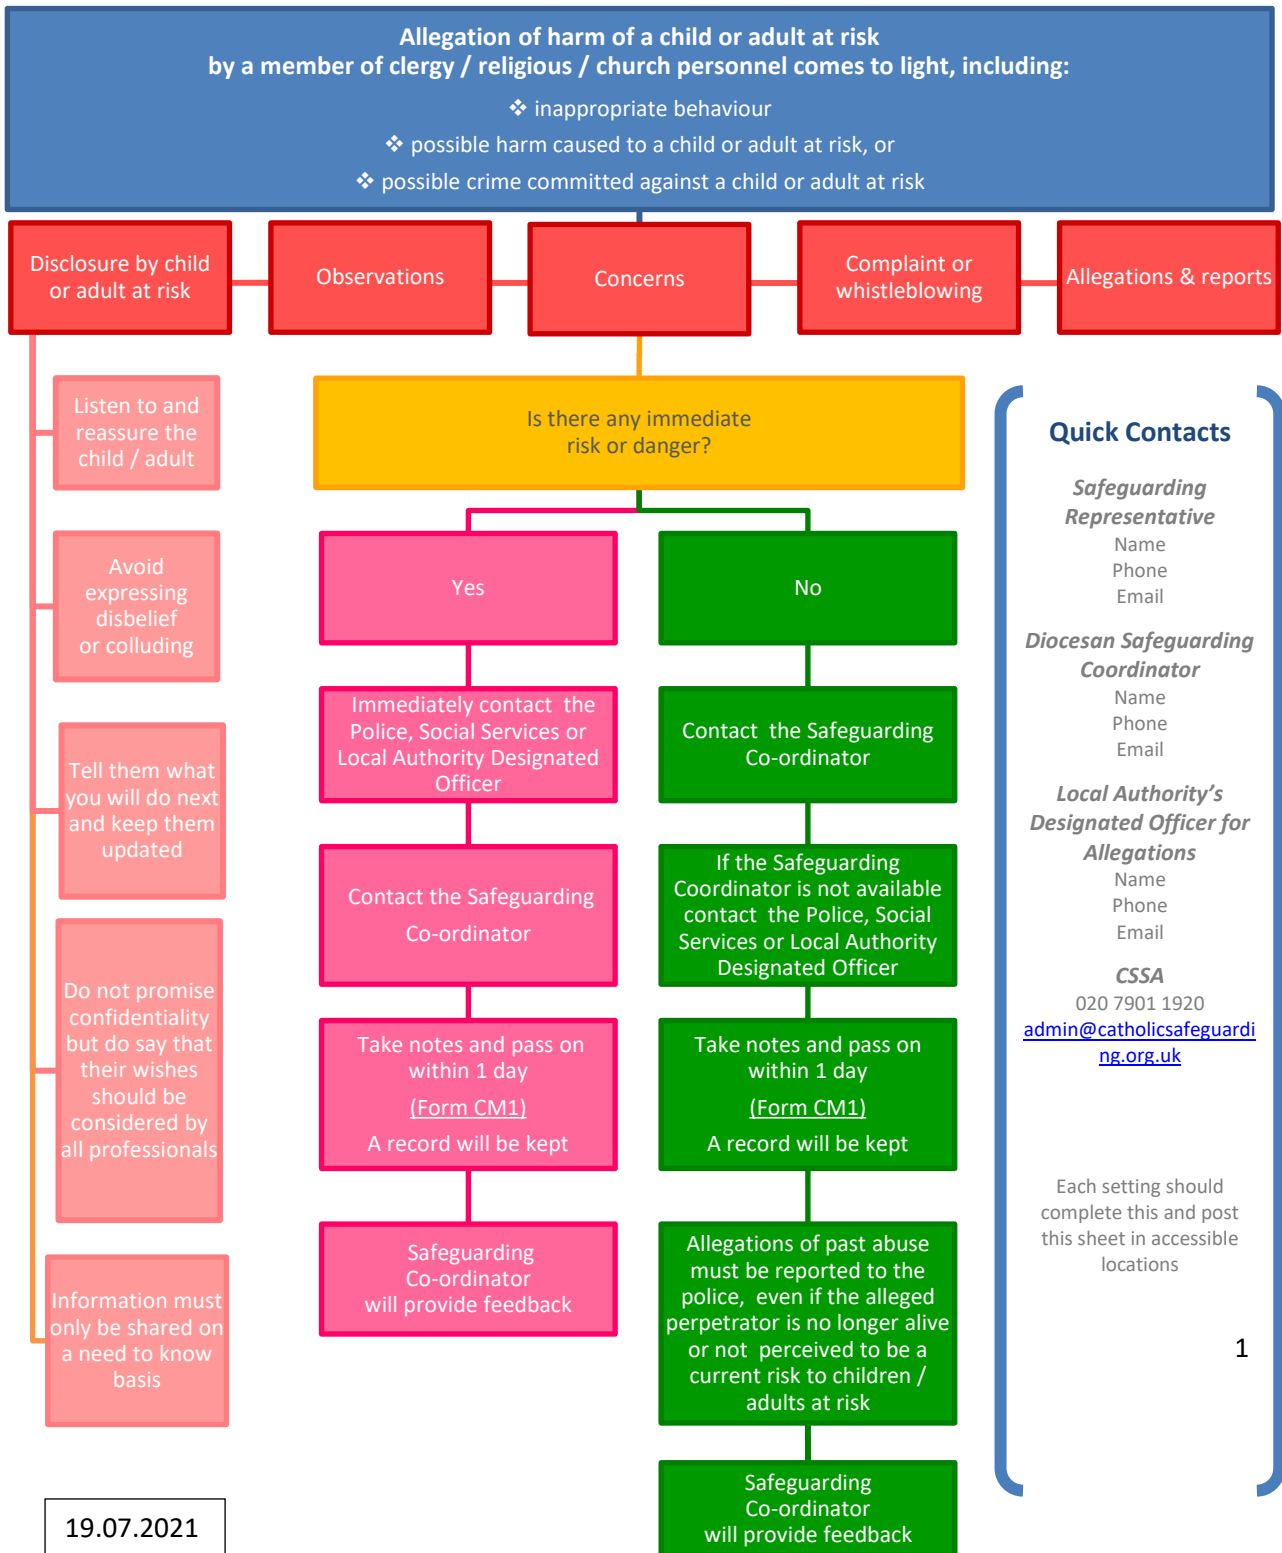 Allegation of harm of a child or adult at risk
by a member of clergy / religious / church personnel comes to light, including:
❖ inappropriate behaviour
❖ possible harm caused to a child or adult at risk, or
❖ possible crime committed against a child or adult at risk
Disclosure by child
or adult at risk
Observations
Concerns
Complaint or
whistleblowing
Allegations & reports
Listen to and
reassure the
child / adult
Avoid
expressing
disbelief
or colluding
Tell them what
you will do next
and keep them
updated
Do not promise
confidentiality
but do say that
their wishes
should be
considered by
all professionals
Information must
only be shared on
a need to know
basis
Is there any immediate
risk or danger?
Yes
Immediately contact  the
Police, Social Services or
Local Authority Designated
Officer
Contact the Safeguarding
Co-ordinator
Take notes and pass on
within 1 day
(Form CM1)
A record will be kept
Safeguarding
Co-ordinator
will provide feedback
No
Contact  the Safeguarding
Co-ordinator
If the Safeguarding
Coordinator is not available
contact  the Police, Social
Services or Local Authority
Designated Officer
Take notes and pass on
within 1 day
(Form CM1)
A record will be kept
Allegations of past abuse
must be reported to the
police,  even if the alleged
perpetrator is no longer alive
or not  perceived to be a
current risk to children /
adults at risk
Safeguarding
Co-ordinator
will provide feedback
Quick Contacts
Safeguarding
Representative
Name
Phone
Email
Diocesan Safeguarding
Coordinator
Name
Phone
Email
Local Authority’s
Designated Officer for
Allegations
Name
Phone
Email
CSSA
020 7901 1920
admin@catholicsafeguardi
ng.org.uk
Each setting should
complete this and post
this sheet in accessible
locations
1
19.07.2021